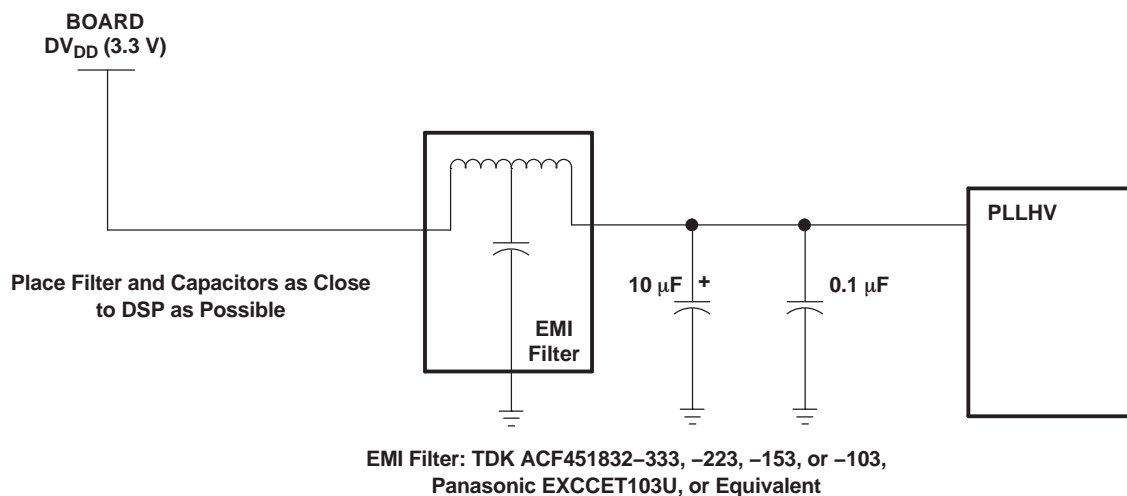 BOARD
DVDD (3.3 V)
PLLHV
Place Filter and Capacitors as Close
to DSP as Possible
10 μF
+
0.1 μF
EMI
Filter
EMI Filter: TDK ACF451832–333, –223, –153, or –103,
Panasonic EXCCET103U, or Equivalent